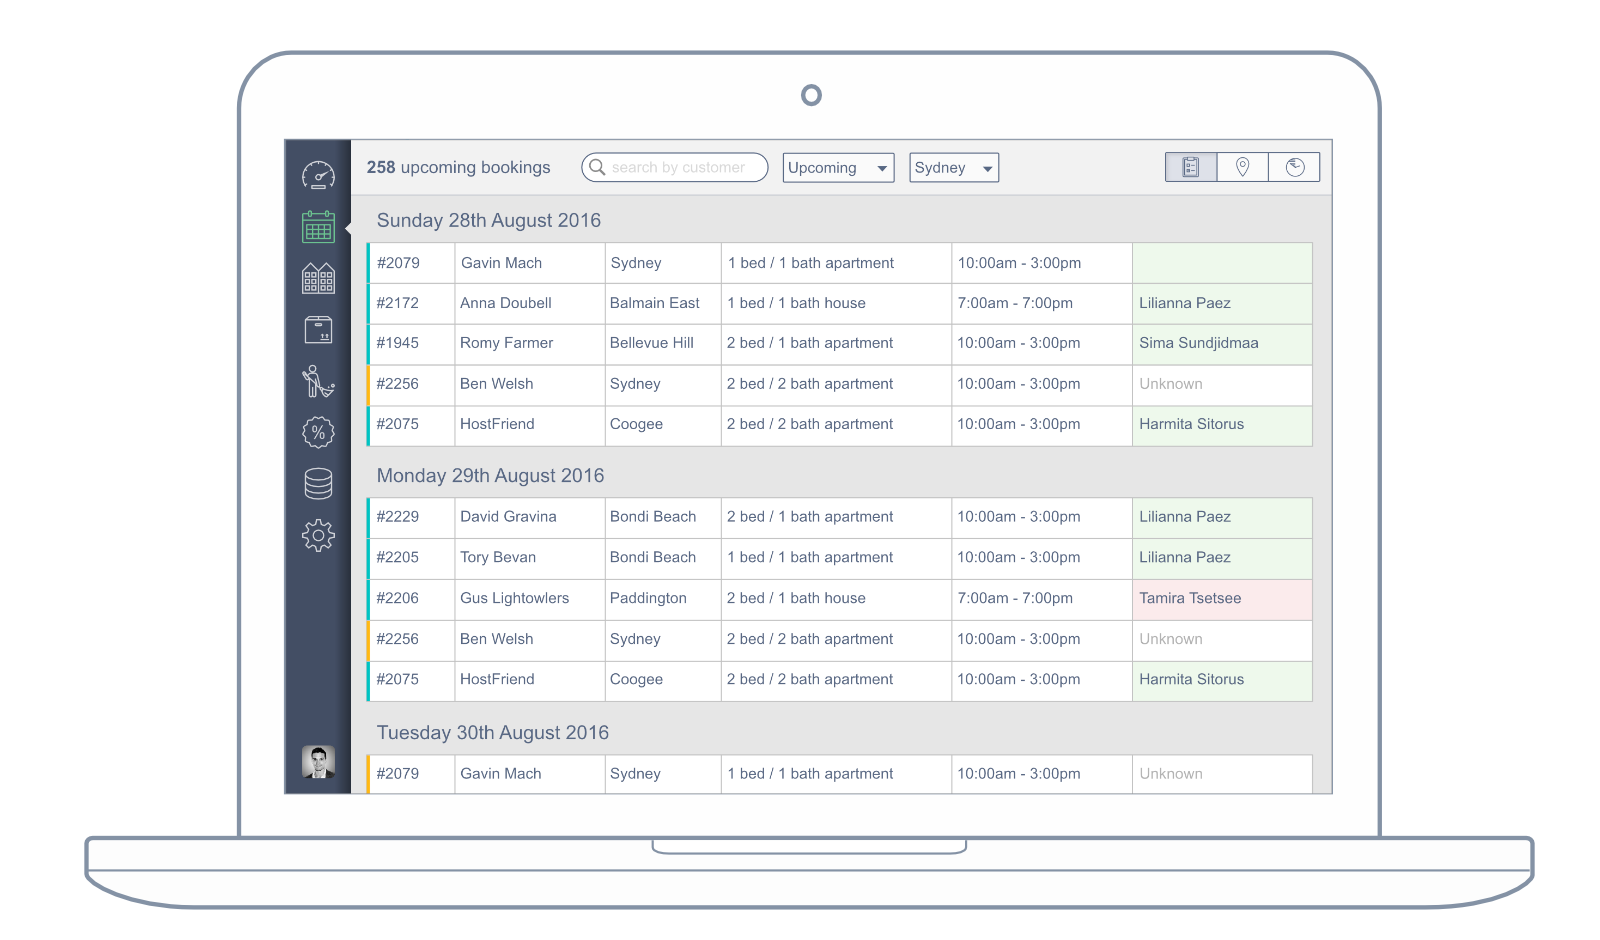 258 upcoming bookings search by customer Upcoming Sydney
Sunday 28th August 2016
#2079 Gavin Mach Sydney 1 bed / 1 bath apartment 10:00am - 3:00pm
#2172 Anna Doubell Balmain East 1 bed / 1 bath house 7:00am - 7:00pm Lilianna Paez
#1945 Romy Farmer Bellevue Hill 2 bed / 1 bath apartment 10:00am - 3:00pm Sima Sundjidmaa
#2256 Ben Welsh Sydney 2 bed / 2 bath apartment 10:00am - 3:00pm Unknown
#2075 HostFriend Coogee 2 bed / 2 bath apartment 10:00am - 3:00pm Harmita Sitorus
Monday 29th August 2016
#2229 David Gravina Bondi Beach 2 bed / 1 bath apartment 10:00am - 3:00pm Lilianna Paez
#2205 Tory Bevan Bondi Beach 1 bed / 1 bath apartment 10:00am - 3:00pm Lilianna Paez
#2206 Gus Lightowlers Paddington 2 bed / 1 bath house 7:00am - 7:00pm Tamira Tsetsee
#2256 Ben Welsh Sydney 2 bed / 2 bath apartment 10:00am - 3:00pm Unknown
#2075 HostFriend Coogee 2 bed / 2 bath apartment 10:00am - 3:00pm Harmita Sitorus
Tuesday 30th August 2016
#2079 Gavin Mach Sydney 1 bed / 1 bath apartment 10:00am - 3:00pm Unknown
%